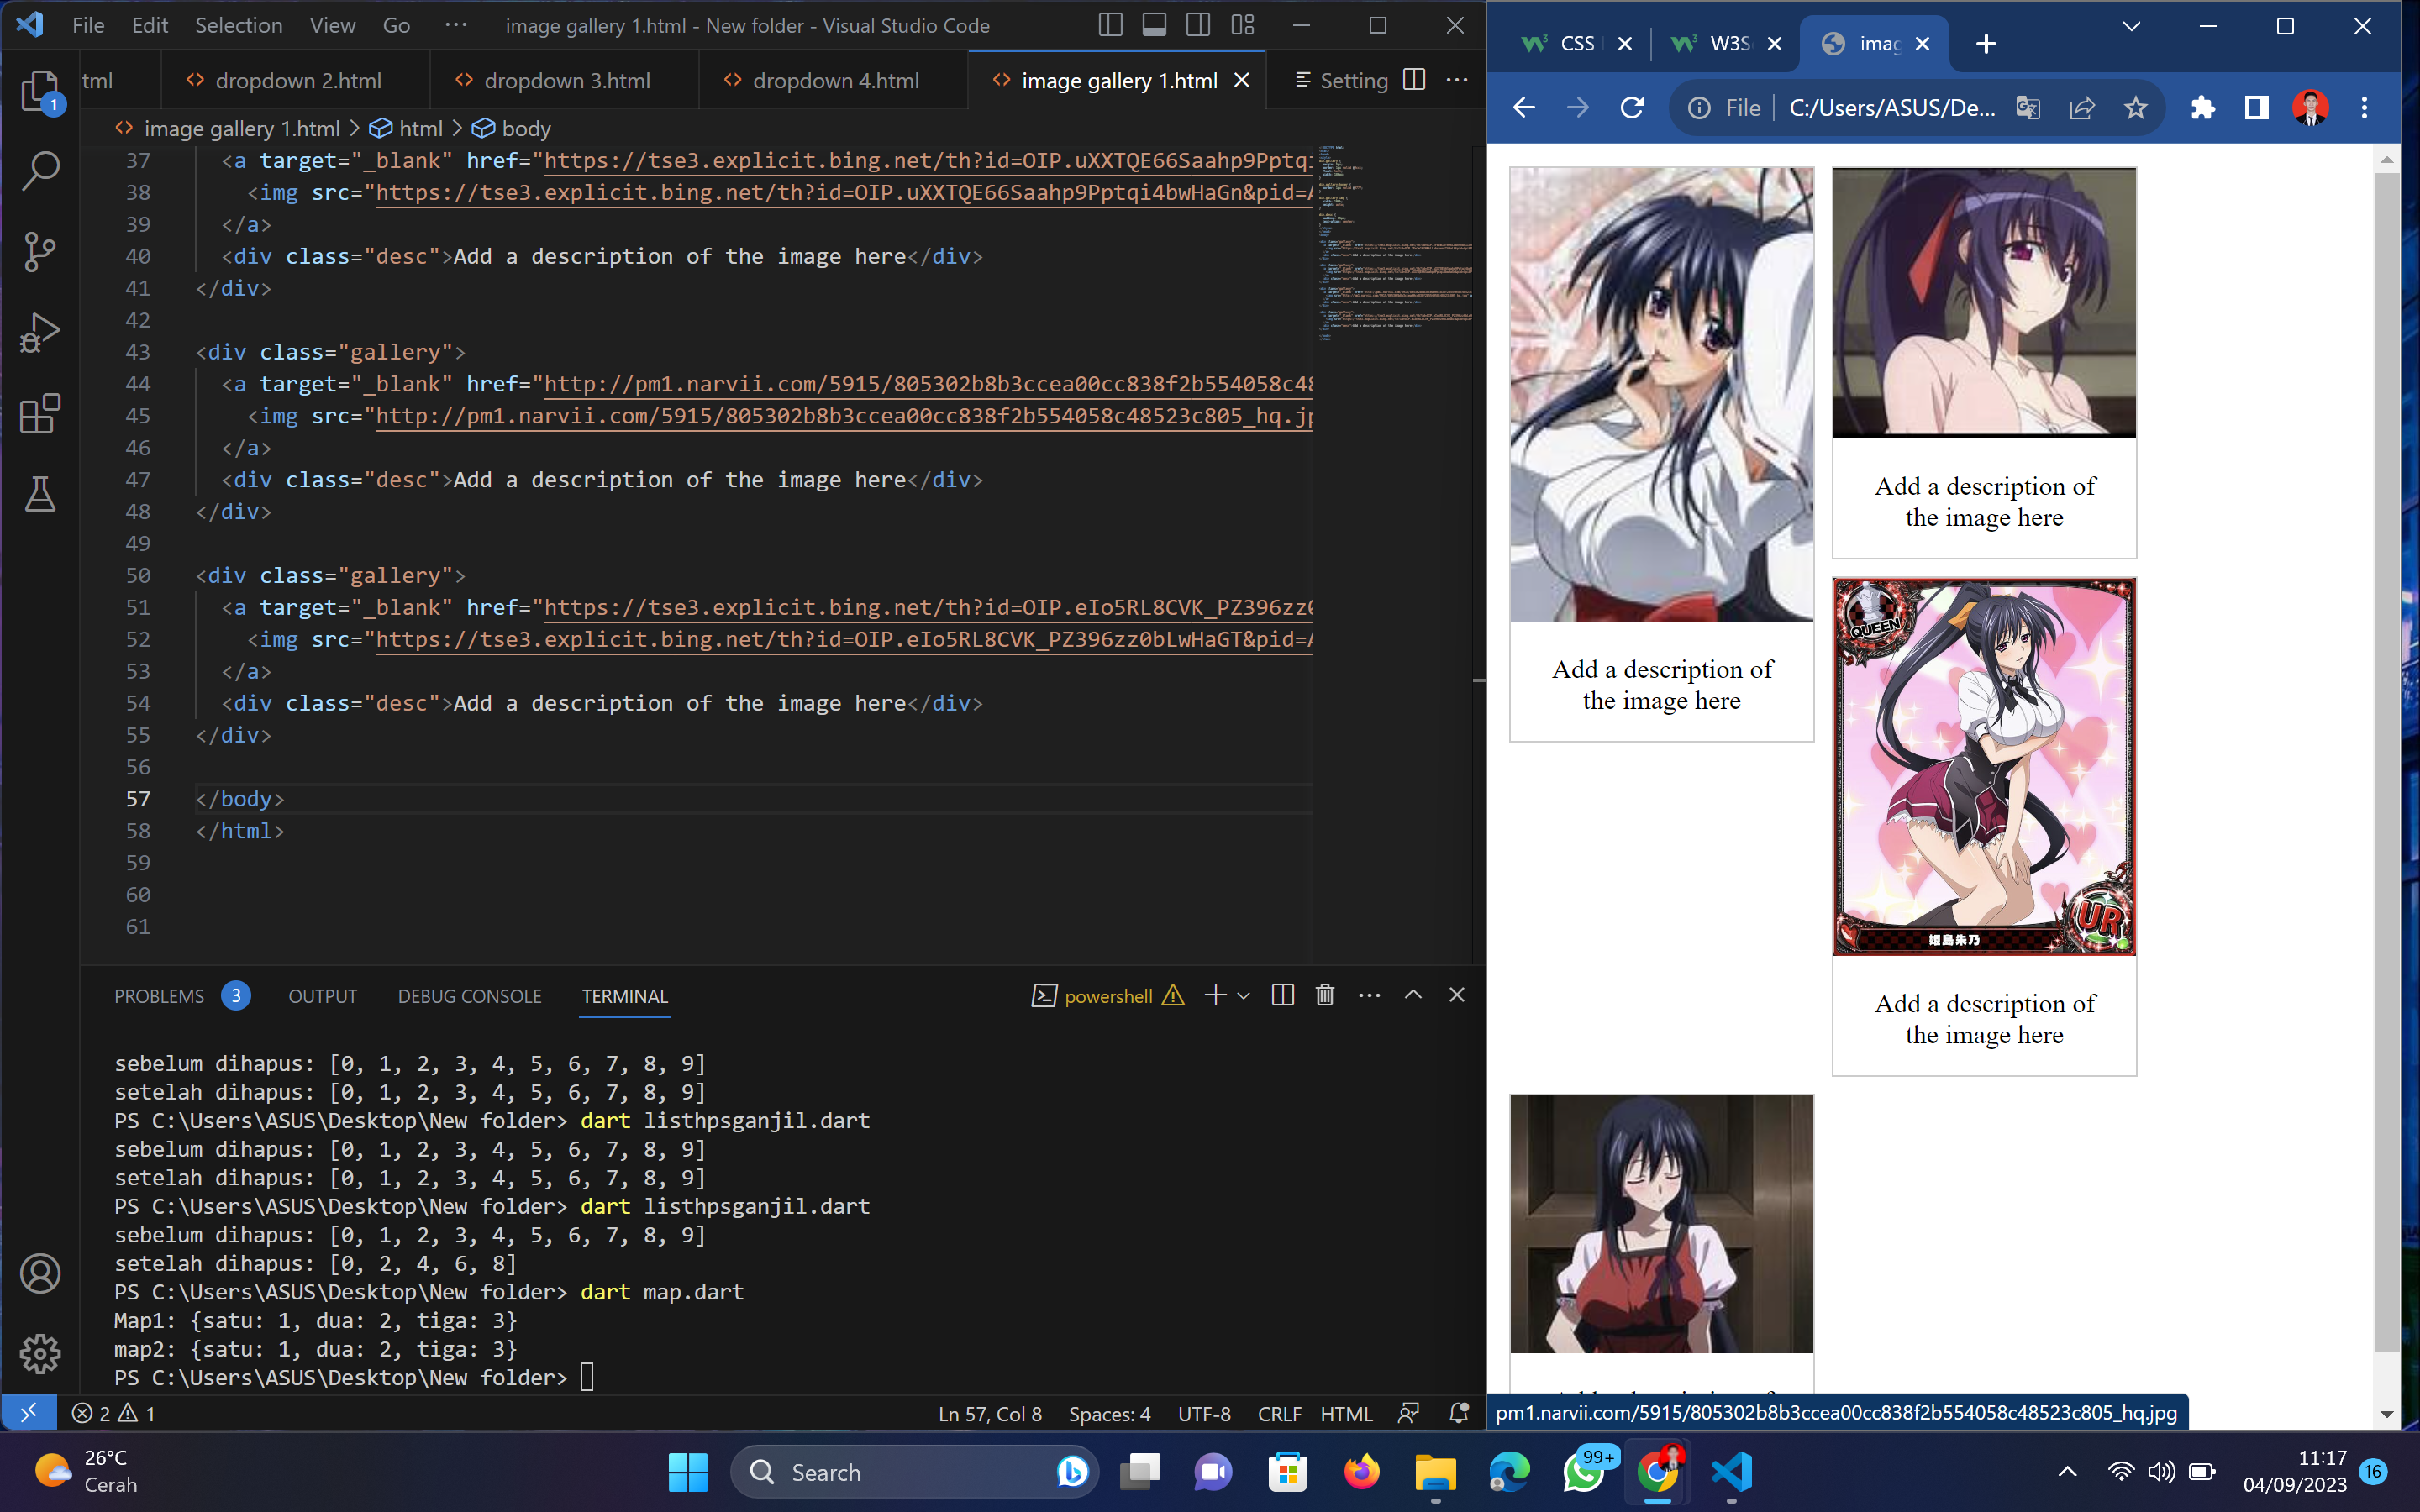 File Edit Selection View Go ··· image gallery 1.html - New folder - Visual Studio Code
tml dropdown 2.html dropdown 3.html dropdown 4.html image gallery 1.html Setting ···
image gallery 1.html > html > body
37 <a target="_blank" href="https://tse3.explicit.bing.net/th?id=OIP.uXXTQE66Saahp9Pptqi
38 <img src="https://tse3.explicit.bing.net/th?id=OIP.uXXTQE66Saahp9Pptqi4bwHaGn&pid=A
39 </a>
40 <div class="desc">Add a description of the image here</div>
41 </div>
42
43 <div class="gallery">
44 <a target="_blank" href="http://pm1.narvii.com/5915/805302b8b3ccea00cc838f2b554058c48
45 <img src="http://pm1.narvii.com/5915/805302b8b3ccea00cc838f2b554058c48523c805_hq.jp
46 </a>
47 <div class="desc">Add a description of the image here</div>
48 </div>
49
50 <div class="gallery">
51 <a target="_blank" href="https://tse3.explicit.bing.net/th?id=OIP.eIo5RL8CVK_PZ396zz0
52 <img src="https://tse3.explicit.bing.net/th?id=OIP.eIo5RL8CVK_PZ396zz0bLwHaGT&pid=A
53 </a>
54 <div class="desc">Add a description of the image here</div>
55 </div>
56
57 </body>
58 </html>
59
60
61
PROBLEMS 3 OUTPUT DEBUG CONSOLE TERMINAL powershell
sebelum dihapus: [0, 1, 2, 3, 4, 5, 6, 7, 8, 9]
setelah dihapus: [0, 1, 2, 3, 4, 5, 6, 7, 8, 9]
PS C:\Users\ASUS\Desktop\New folder> dart listhpsganjil.dart
sebelum dihapus: [0, 1, 2, 3, 4, 5, 6, 7, 8, 9]
setelah dihapus: [0, 1, 2, 3, 4, 5, 6, 7, 8, 9]
PS C:\Users\ASUS\Desktop\New folder> dart listhpsganjil.dart
sebelum dihapus: [0, 1, 2, 3, 4, 5, 6, 7, 8, 9]
setelah dihapus: [0, 2, 4, 6, 8]
PS C:\Users\ASUS\Desktop\New folder> dart map.dart
Map1: {satu: 1, dua: 2, tiga: 3}
map2: {satu: 1, dua: 2, tiga: 3}
PS C:\Users\ASUS\Desktop\New folder>
2 1 Ln 57, Col 8 Spaces: 4 UTF-8 CRLF HTML
CSS W3S imag
File C:/Users/ASUS/De...
Add a description of
the image here
Add a description of
the image here
QUEEN
UR
姫島朱乃
Add a description of
the image here
pm1.narvii.com/5915/805302b8b3ccea00cc838f2b554058c48523c805_hq.jpg
26°C
Cerah
Search
99+
11:17
04/09/2023
16